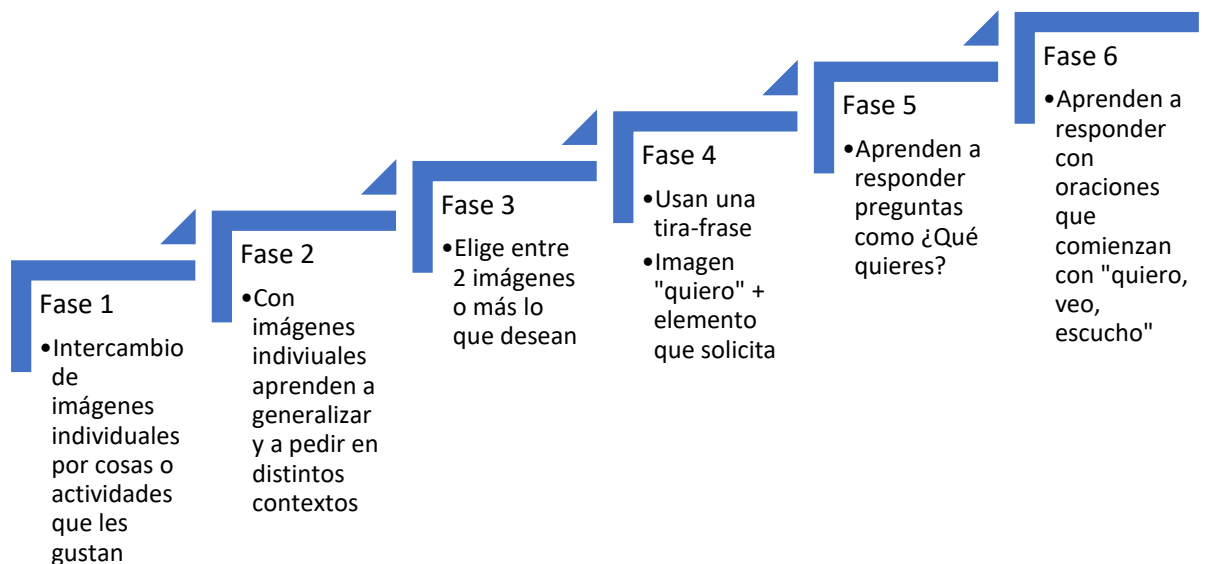 Fase 1
•Intercambio
de
imágenes
individuales
por cosas o
actividades
que les
gustan
Fase 2
•Con
imágenes
indiviuales
aprenden a
generalizar
y a pedir en
distintos
contextos
Fase 3
•Elige entre
2 imágenes
o más lo
que desean
Fase 4
•Usan una
tira-frase
•Imagen
"quiero" +
elemento
que solicita
Fase 5
•Aprenden a
responder
preguntas
como ¿Qué
quieres?
Fase 6
•Aprenden a
responder
con
oraciones
que
comienzan
con "quiero,
veo,
escucho"